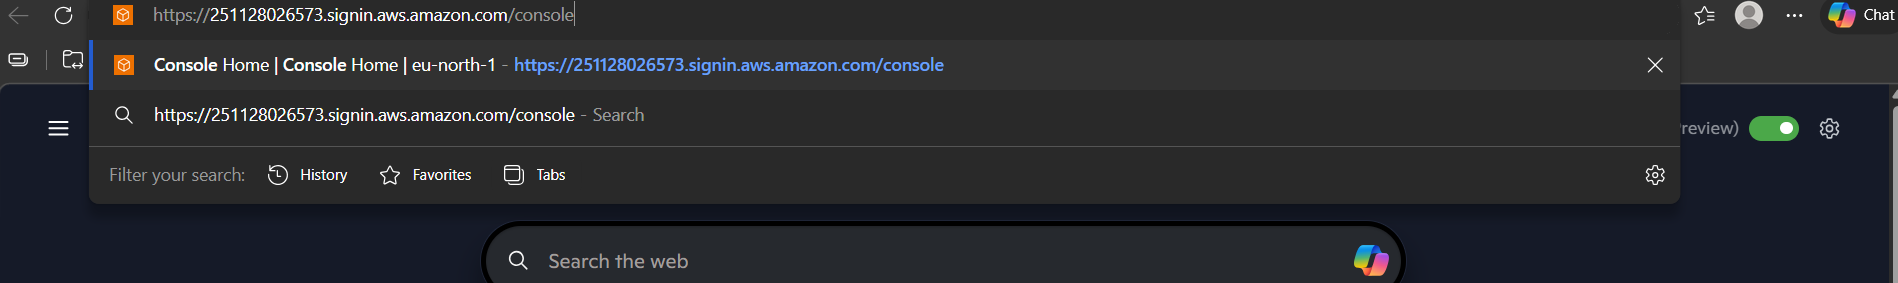 https://251128026573.signin.aws.amazon.com/console
Chat
Console Home | Console Home | eu-north-1 - https://251128026573.signin.aws.amazon.com/console
https://251128026573.signin.aws.amazon.com/console - Search
review)
Filter your search: History Favorites Tabs
Search the web